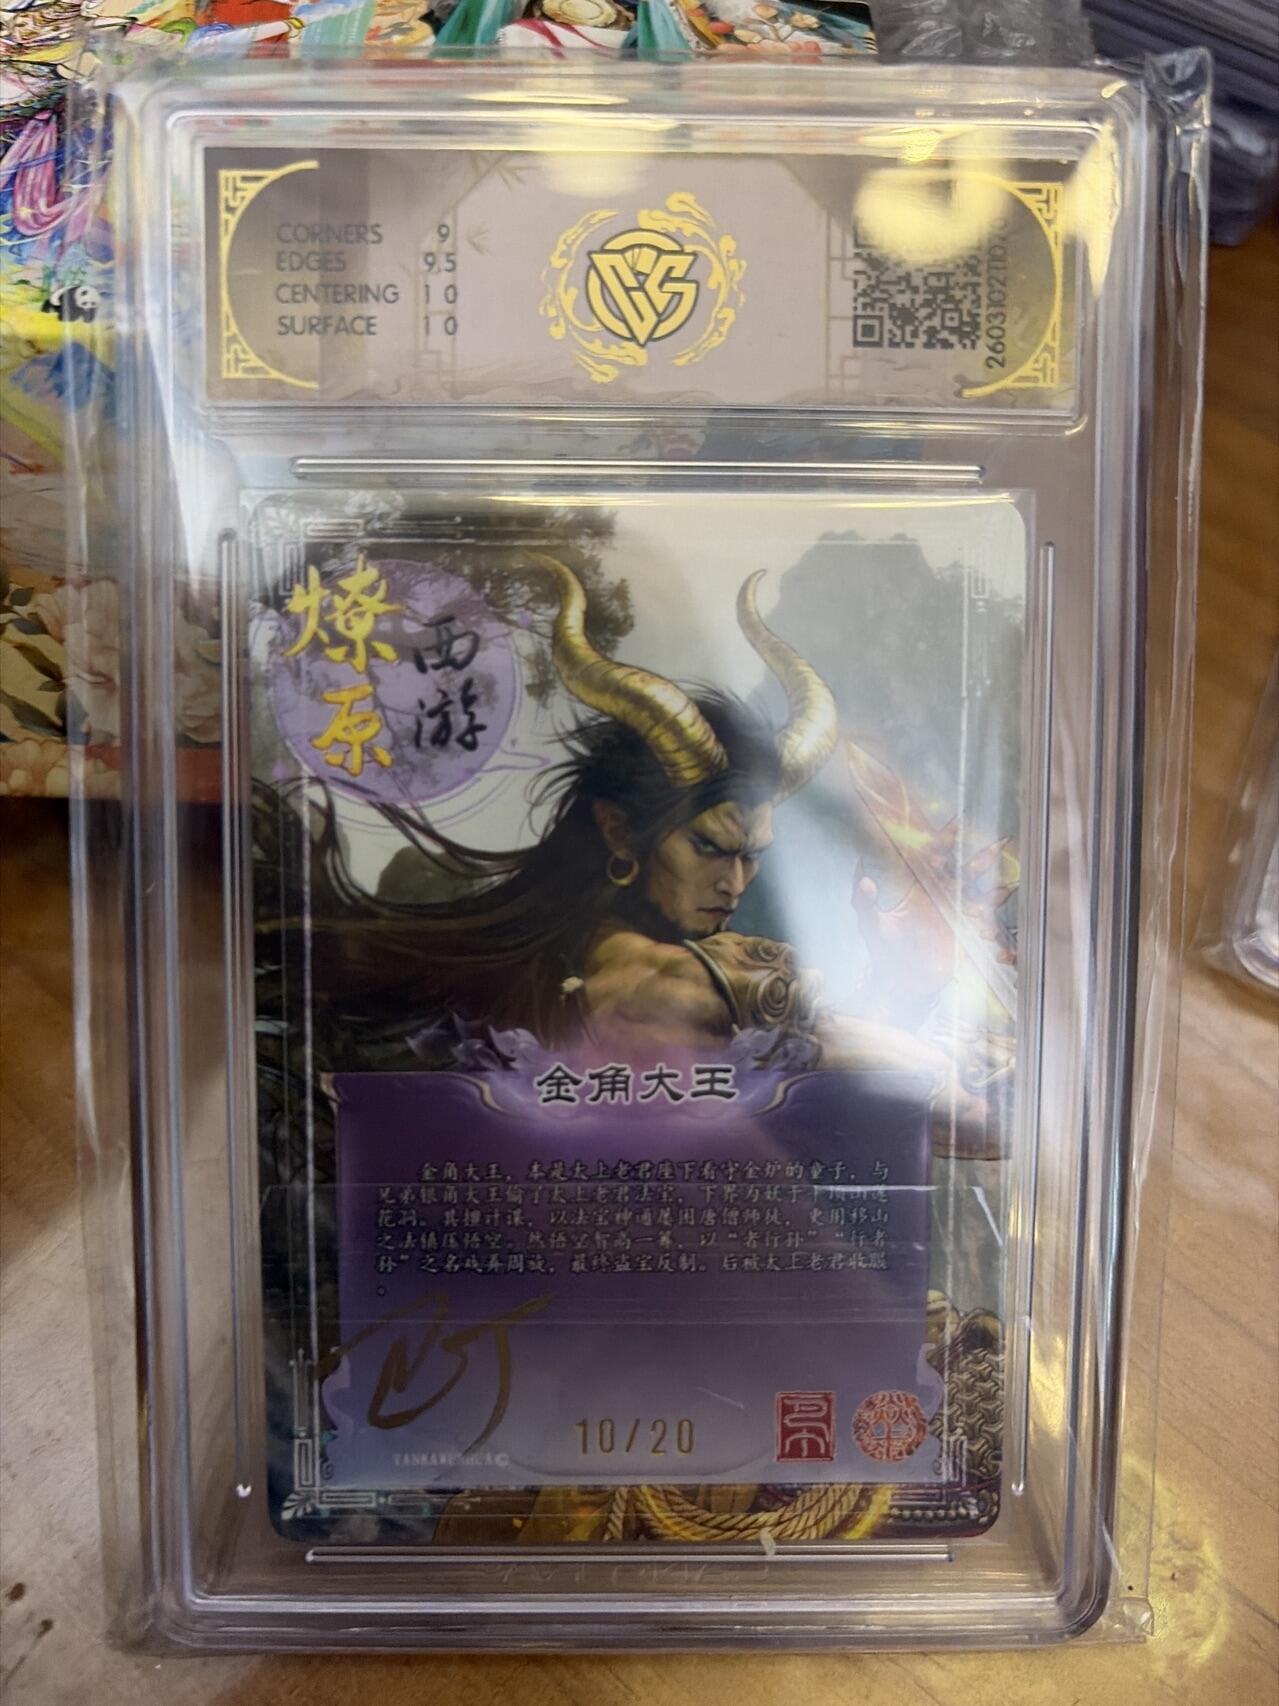 CORNERS 9
EDGES 9.5
CENTERING 10
SURFACE 10
CCG
燎原
西游
金角大王
金角大王，本是太上老君座下看守金炉的童子，与
兄弟银角大王偷了太上老君法宝，下界为妖于平顶山莲
花洞。其擅计谋，以法宝神通屡困唐僧师徒，更用移山
之法镇压悟空。然悟空智高一筹，以“者行孙”“行者
孙”之名戏弄周旋，最终盗宝反制。后被太上老君收服
。
10/20
YANKAWENHUA©